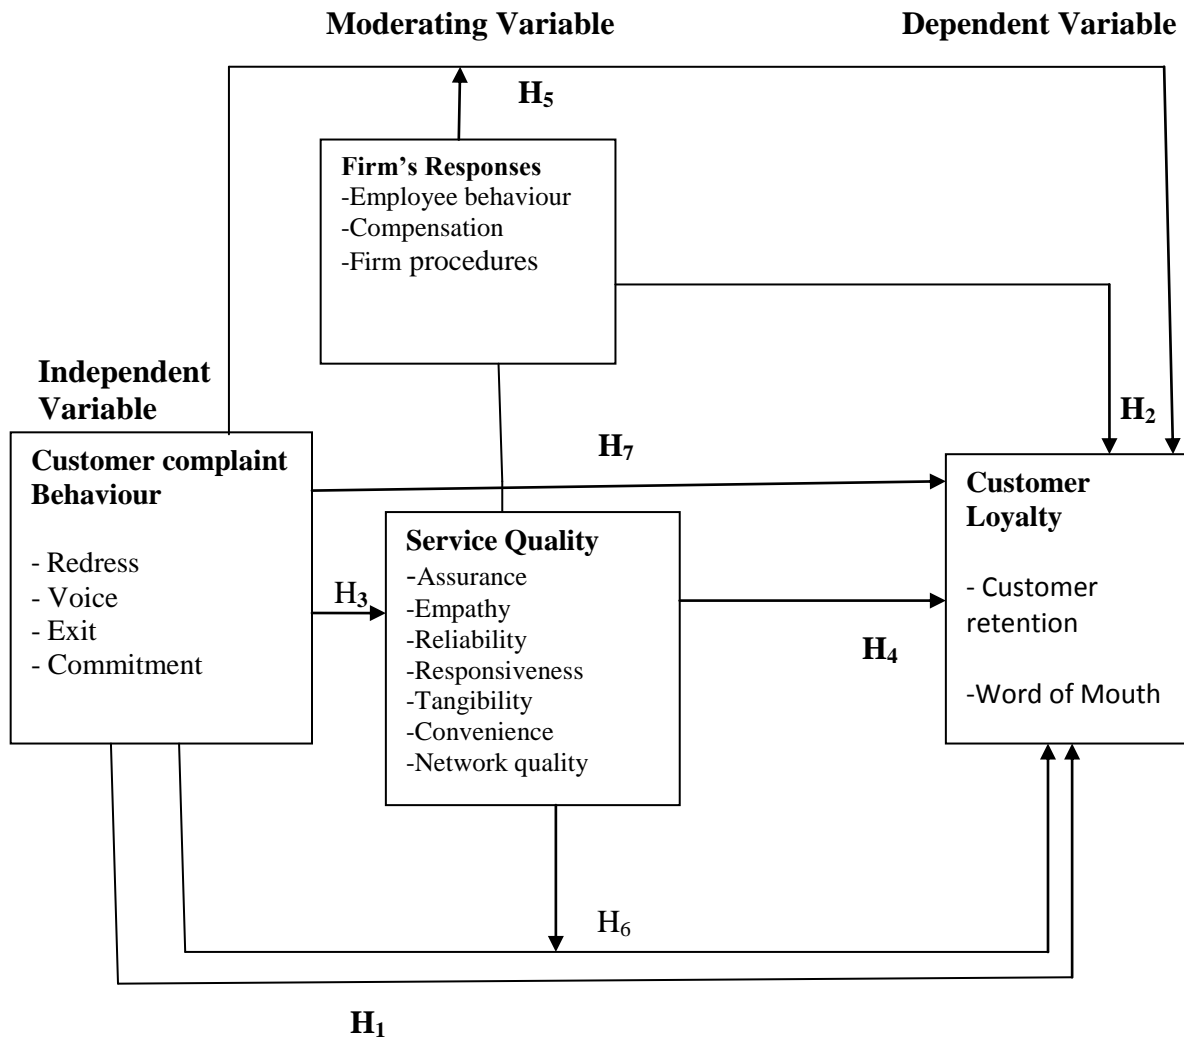 Moderating Variable
Dependent Variable
H₅
Firm’s Responses
-Employee behaviour
-Compensation
-Firm procedures
Independent
Variable
H₂
H₇
Customer complaint
Behaviour
- Redress
- Voice
- Exit
- Commitment
H₃
Service Quality
-Assurance
-Empathy
-Reliability
-Responsiveness
-Tangibility
-Convenience
-Network quality
H₄
Customer
Loyalty
- Customer
retention
-Word of Mouth
H₆
H₁